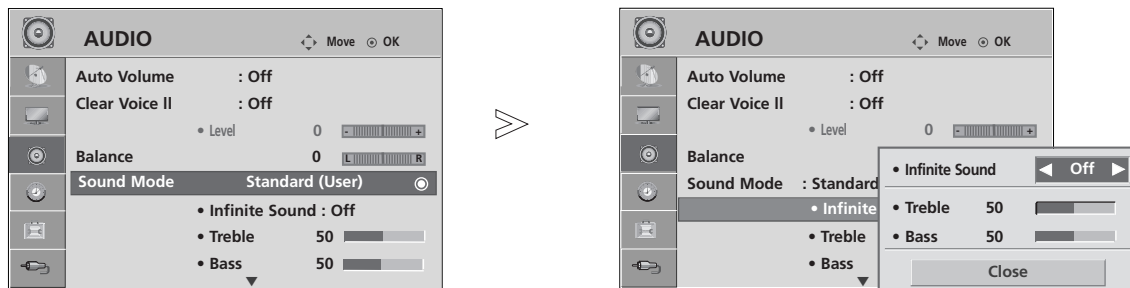 AUDIO
Move OK
Auto Volume : Off
Clear Voice ll : Off
• Level 0 - +
Balance 0 L R
Sound Mode Standard (User)
• Infinite Sound : Off
• Treble 50
• Bass 50
AUDIO
Move OK
Auto Volume : Off
Clear Voice ll : Off
• Level 0 - +
Balance
Sound Mode : Standard
• Infinite
• Treble
• Bass
• Infinite Sound ◀ Off ▶
• Treble 50
• Bass 50
Close